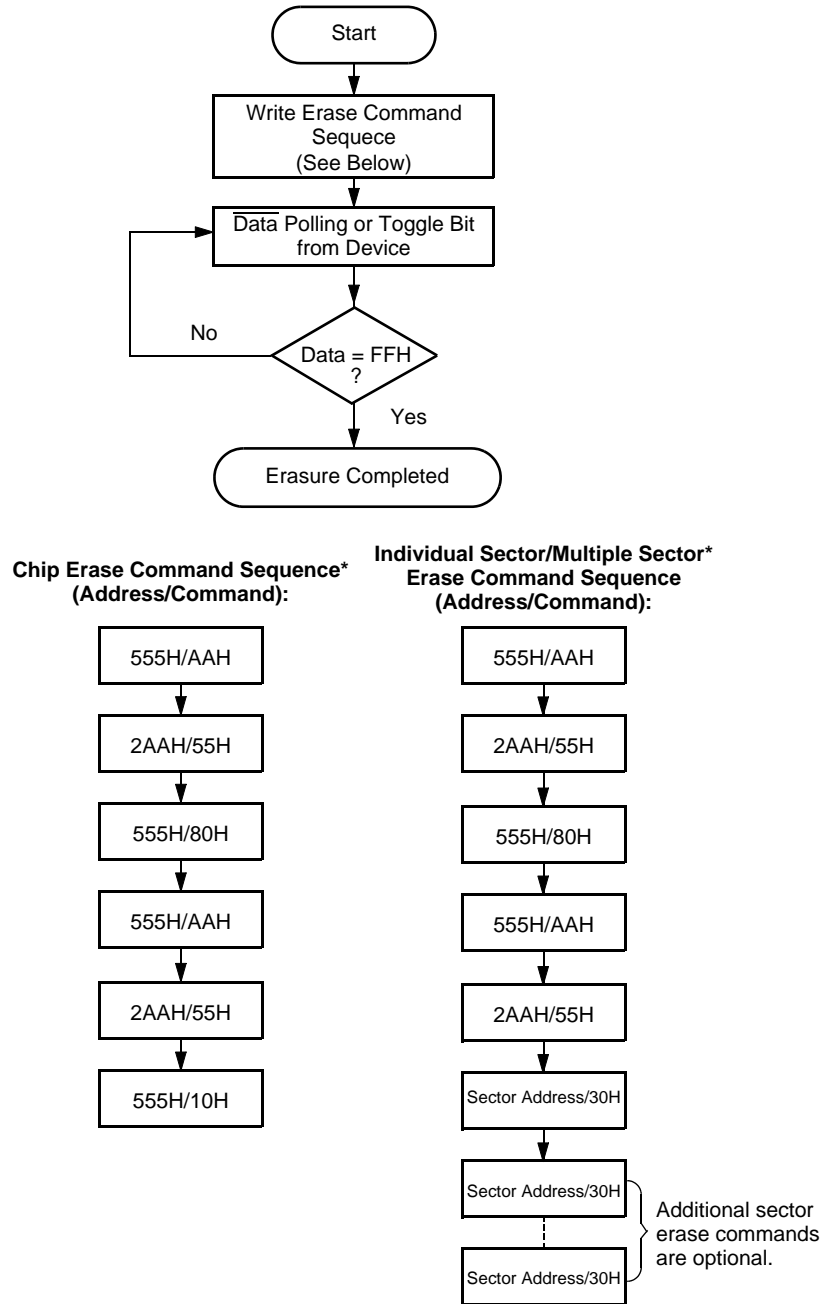 Start
Write Erase Command
Sequece
(See Below)
Data Polling or Toggle Bit
from Device
No
Data = FFH
?
Yes
Erasure Completed
Chip Erase Command Sequence*
(Address/Command):
555H/AAH
2AAH/55H
555H/80H
555H/AAH
2AAH/55H
555H/10H
Individual Sector/Multiple Sector*
Erase Command Sequence
(Address/Command):
555H/AAH
2AAH/55H
555H/80H
555H/AAH
2AAH/55H
Sector Address/30H
Sector Address/30H
Sector Address/30H
Additional sector
erase commands
are optional.